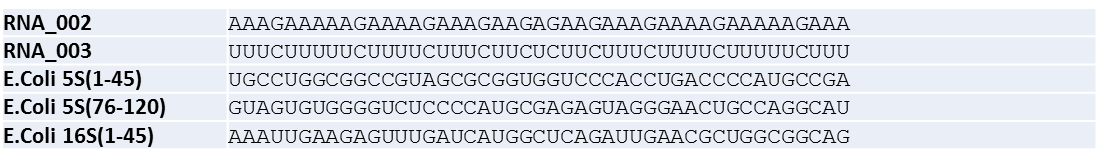 RNA_002 AAAGAAAAAGAAAAGAAAGAAGAGAAGAAAGAAAAGAAAAAGAAA
RNA_003 UUUCUUUUUCUUUUCUUUCUUCUCUUCUUUCUUUUCUUUUUCUUU
E.Coli 5S(1-45) UGCCUGGCGGCCGUAGCGCGGUGGUCCCACCUGACCCCAUGCCGA
E.Coli 5S(76-120) GUAGUGUGGGGUCUCCCCAUGCGAGAGUAGGGAACUGCCAGGCAU
E.Coli 16S(1-45) AAAUUGAAGAGUUUGAUCAUGGCUCAGAUUGAACGCUGGCGGCAG